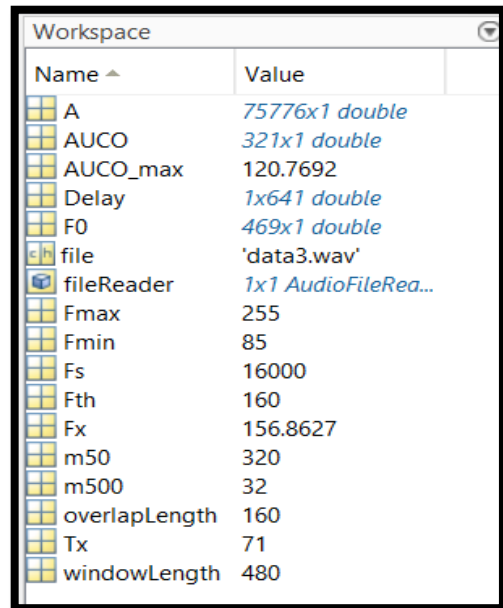 Workspace
Name Value
A 75776x1 double
AUCO 321x1 double
AUCO_max 120.7692
Delay 1x641 double
F0 469x1 double
file 'data3.wav'
fileReader 1x1 AudioFileRea...
Fmax 255
Fmin 85
Fs 16000
Fth 160
Fx 156.8627
m50 320
m500 32
overlapLength 160
Tx 71
windowLength 480